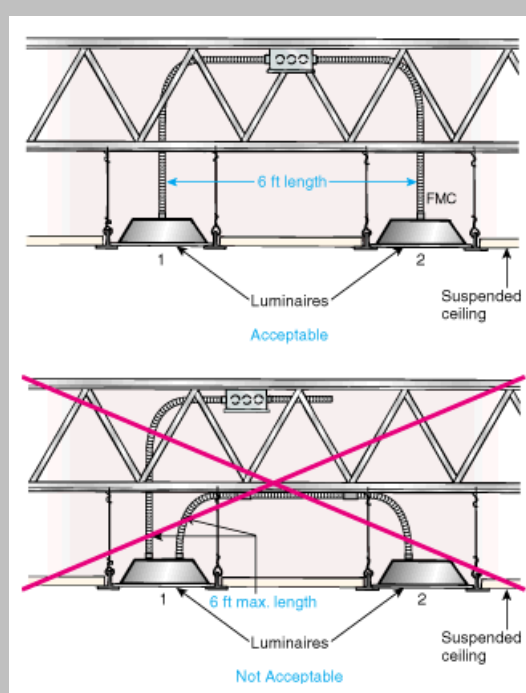 6 ft length
FMC
1
2
Luminaires
Suspended
ceiling
Acceptable
1
6 ft max. length
2
Luminaires
Suspended
ceiling
Not Acceptable